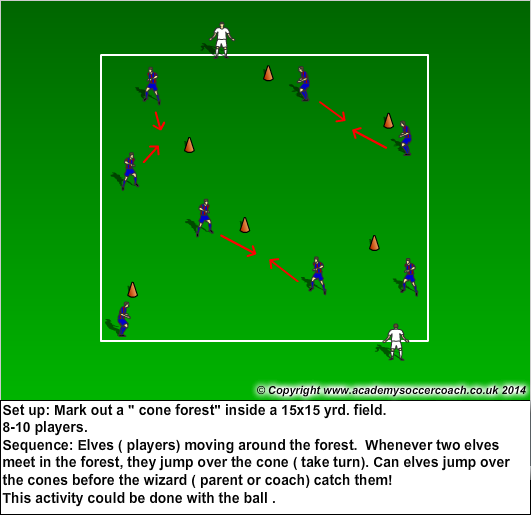 © Copyright www.academysoccercoach.co.uk 2014
Set up: Mark out a " cone forest" inside a 15x15 yrd. field.
8-10 players.
Sequence: Elves ( players) moving around the forest.  Whenever two elves
meet in the forest, they jump over the cone ( take turn). Can elves jump over
the cones before the wizard ( parent or coach) catch them!
This activity could be done with the ball .